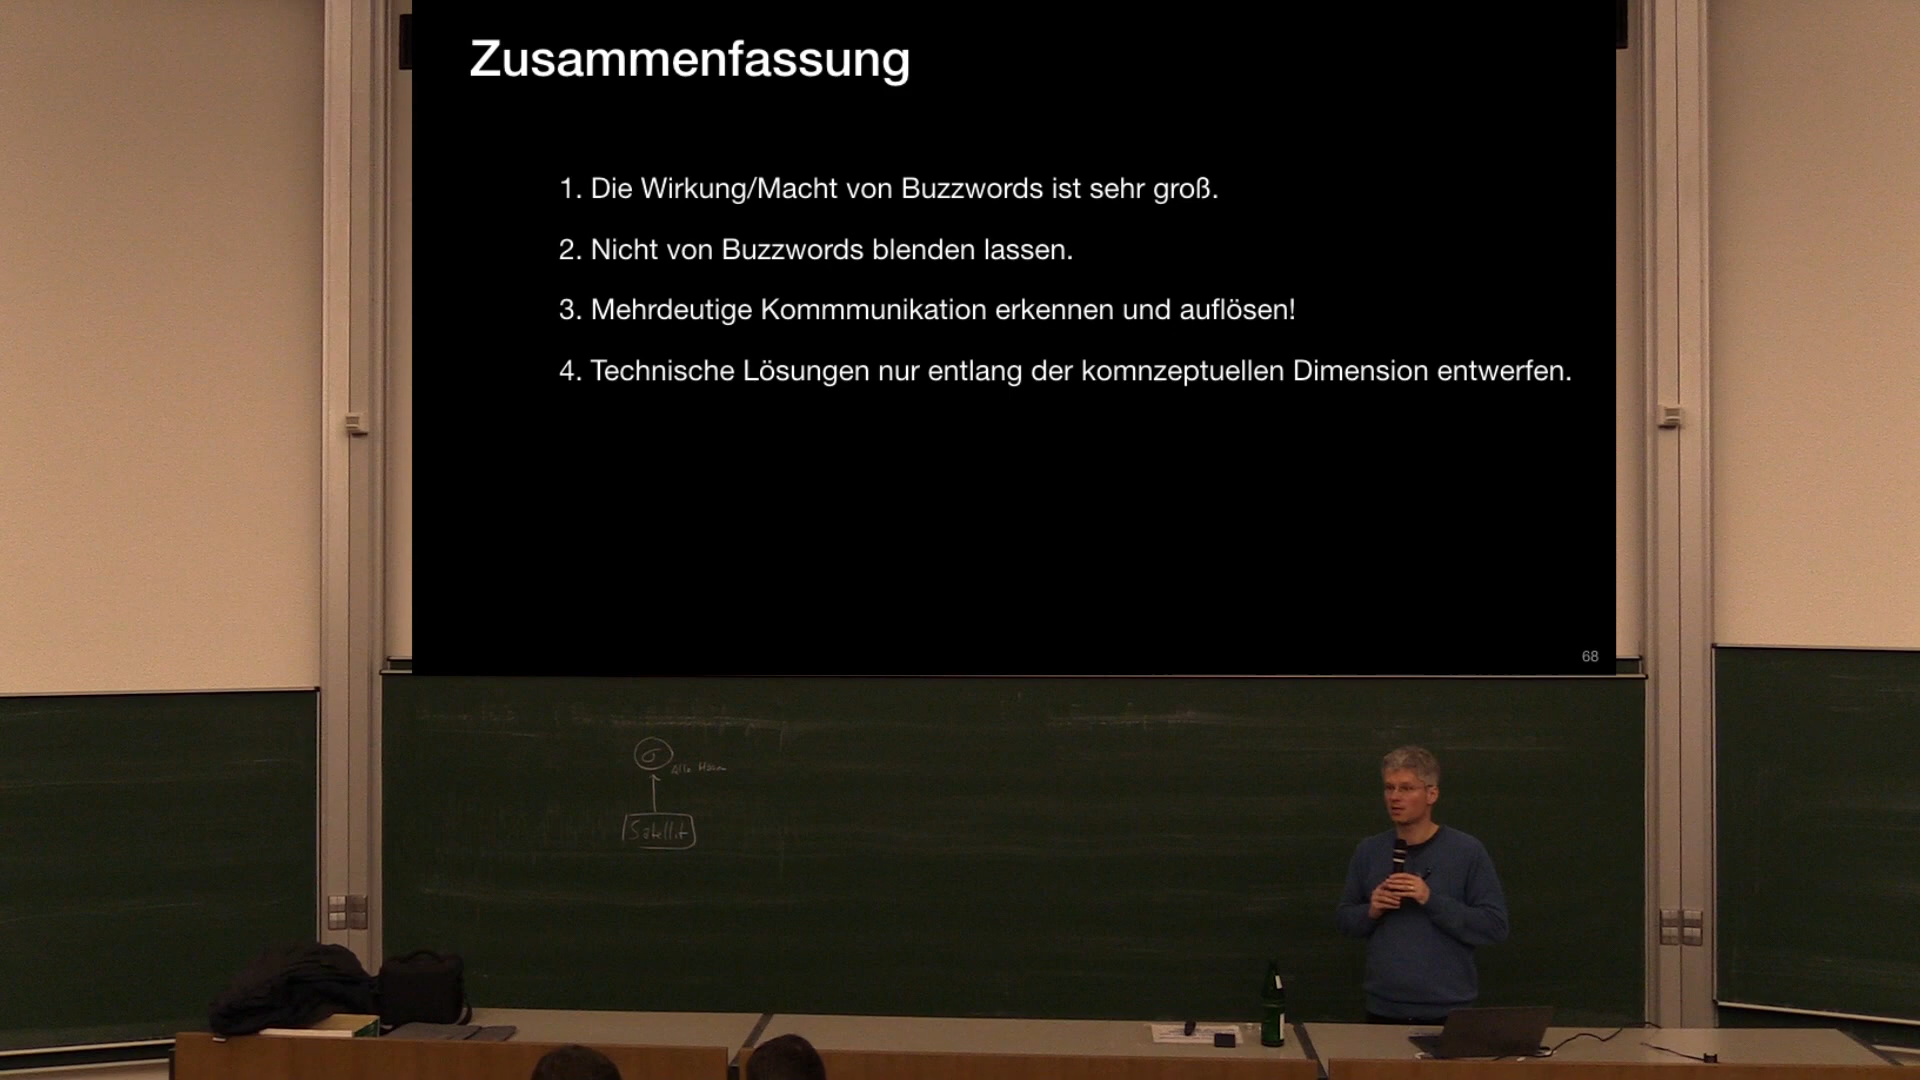 Zusammenfassung
1. Die Wirkung/Macht von Buzzwords ist sehr groß.
2. Nicht von Buzzwords blenden lassen.
3. Mehrdeutige Kommmunikation erkennen und auflösen!
4. Technische Lösungen nur entlang der komnzeptuellen Dimension entwerfen.
68
σ
Satellit